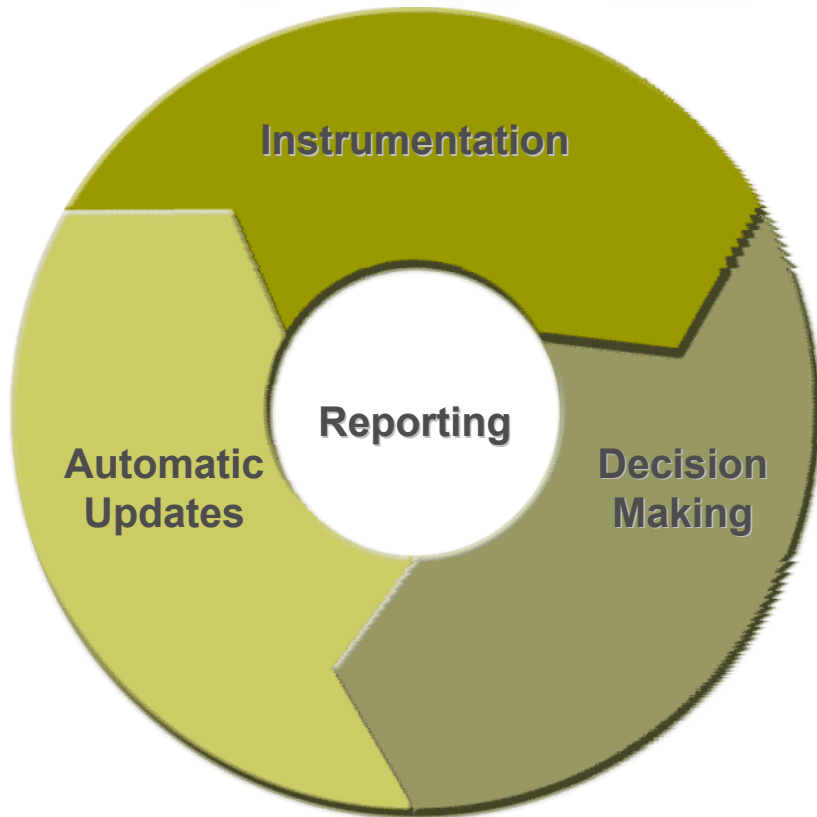 Instrumentation
Reporting
Automatic
Updates
Decision
Making